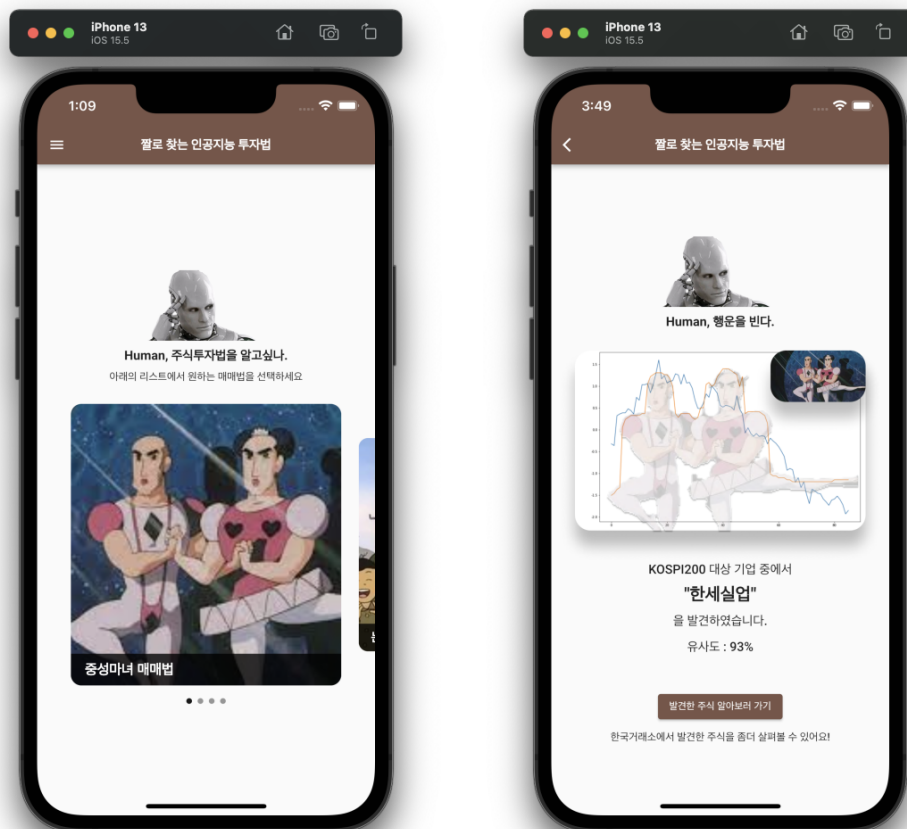 iPhone 13
iOS 15.5
1:09
짤로 찾는 인공지능 투자법
Human, 주식투자법을 알고싶나.
아래의 리스트에서 원하는 매매법을 선택하세요
중성마녀 매매법
iPhone 13
iOS 15.5
3:49
짤로 찾는 인공지능 투자법
Human, 행운을 빈다.
KOSPI200 대상 기업 중에서
"한세실업"
을 발견하였습니다.
유사도 : 93%
발견한 주식 알아보러 가기
한국거래소에서 발견한 주식을 좀더 살펴볼 수 있어요!